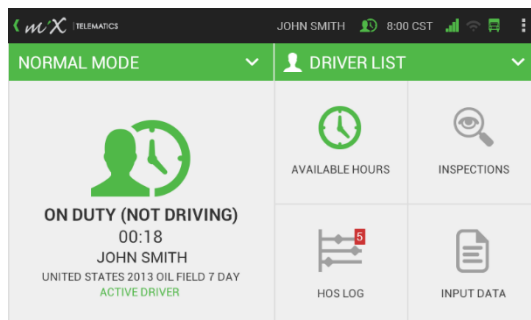 miX TELEMATICS JOHN SMITH 8:00 CST
NORMAL MODE
DRIVER LIST
ON DUTY (NOT DRIVING)
00:18
JOHN SMITH
UNITED STATES 2013 OIL FIELD 7 DAY
ACTIVE DRIVER
AVAILABLE HOURS
INSPECTIONS
5
HOS LOG
INPUT DATA